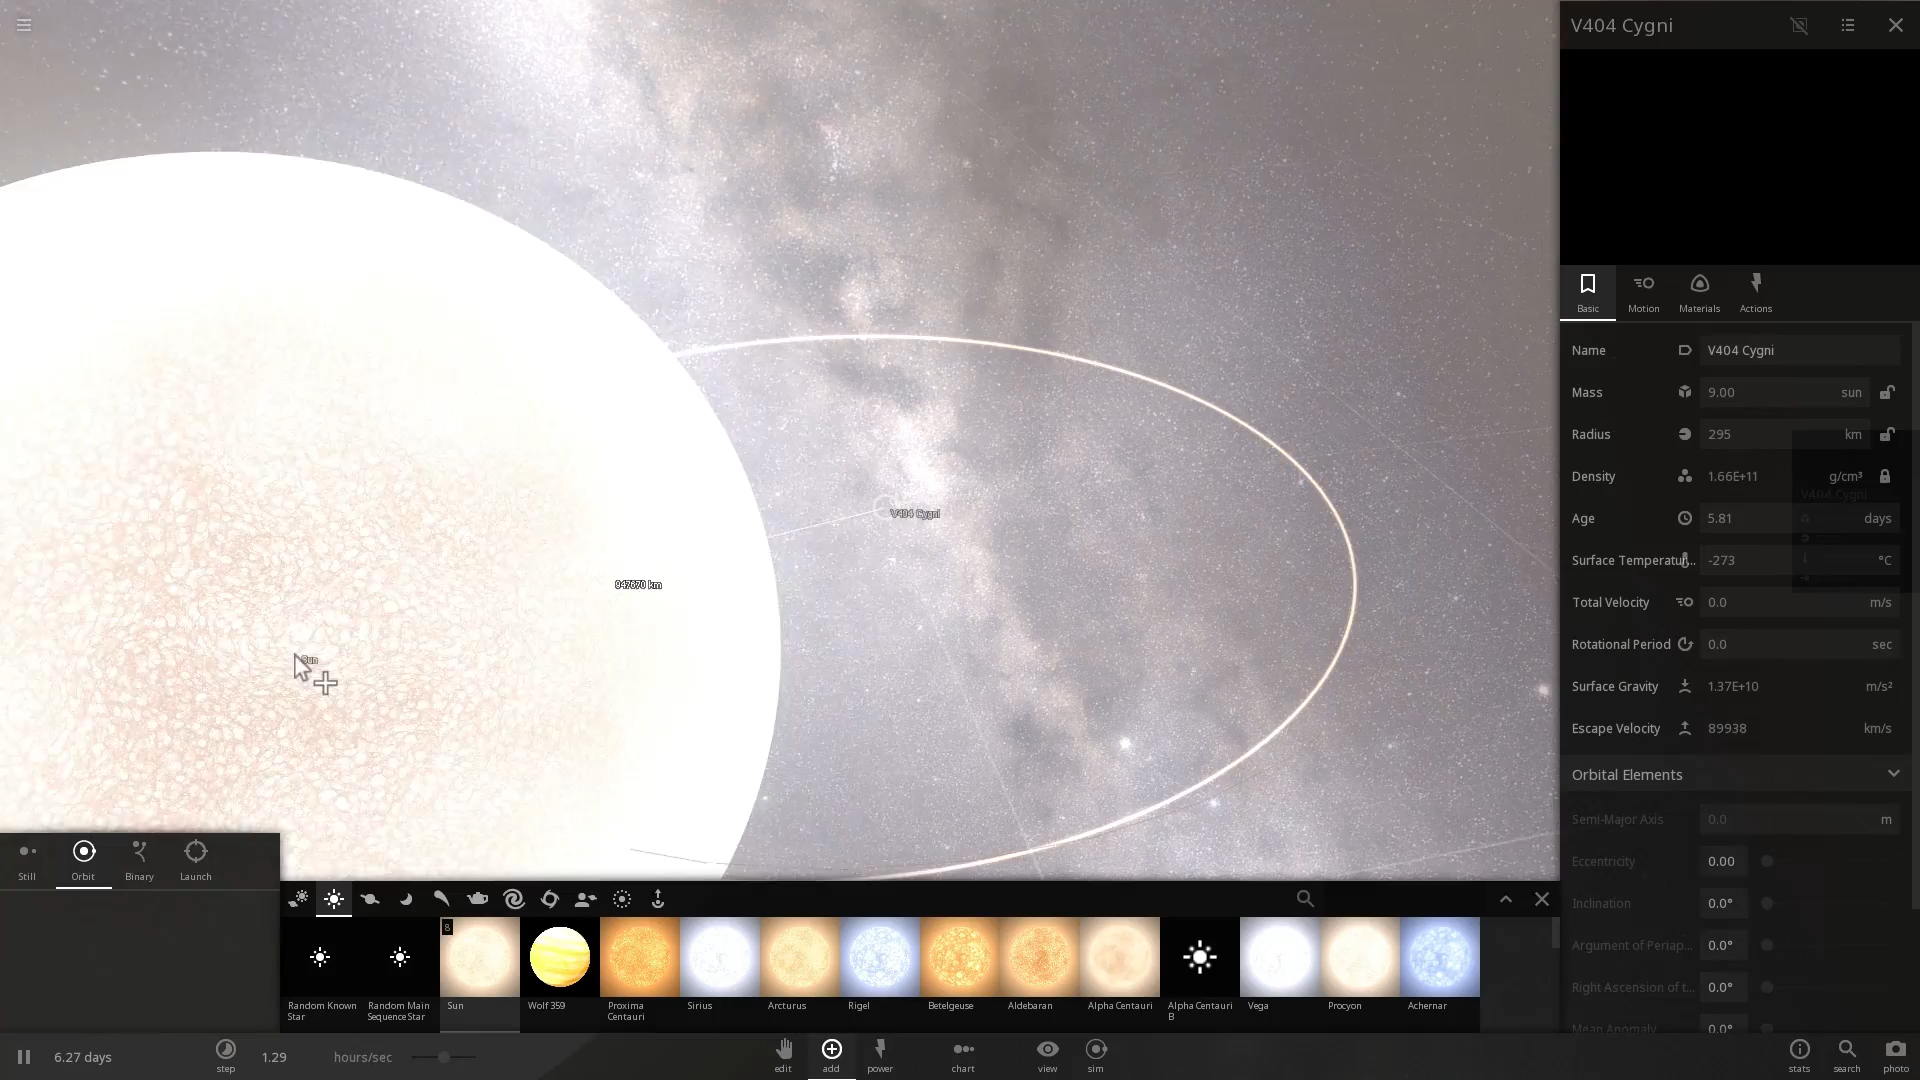 V404 Cygni
Basic
Motion
Materials
Actions
Name
V404 Cygni
Mass
9.00
sun
Radius
295
km
Density
1.66E+11
g/cm³
V404 Cygni
Age
5.81
days
Surface Temperatur...
-273
°C
Total Velocity
0.0
m/s
Rotational Period
0.0
sec
Surface Gravity
1.37E+10
m/s²
Escape Velocity
89938
km/s
Orbital Elements
Semi-Major Axis
0.0
m
Eccentricity
0.00
Inclination
0.0°
Argument of Periap...
0.0°
Right Ascension of t...
0.0°
Mean Anomaly
0.0°
V404 Cygni
947670 km
Sun
Still
Orbit
Binary
Launch
8
Random Known
Star
Random Main
Sequence Star
Sun
Wolf 359
Proxima
Centauri
Sirius
Arcturus
Rigel
Betelgeuse
Aldebaran
Alpha Centauri
Alpha Centauri
B
Vega
Procyon
Achernar
6.27 days
step
1.29
hours/sec
edit
add
power
chart
view
sim
stats
search
photo